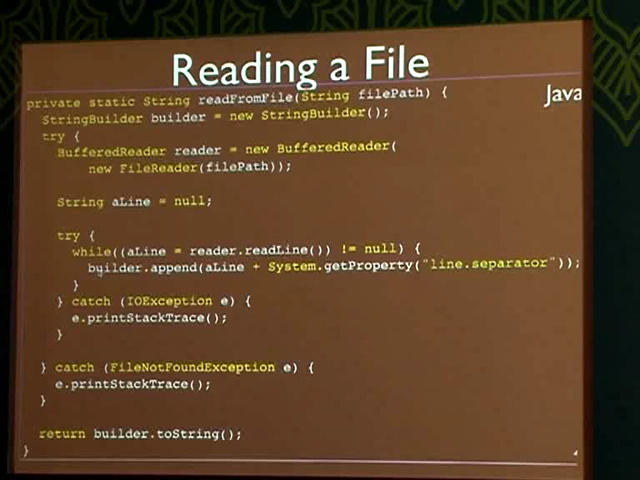 Reading a File
Java
private static String readFromFile(String filePath) {
StringBuilder builder = new StringBuilder();
try {
BufferedReader reader = new BufferedReader(
new FileReader(filePath));
String aLine = null;
try {
while((aLine = reader.readLine()) != null) {
builder.append(aLine + System.getProperty("line.separator"));
}
} catch (IOException e) {
e.printStackTrace();
}
} catch (FileNotFoundException e) {
e.printStackTrace();
}
return builder.toString();
}